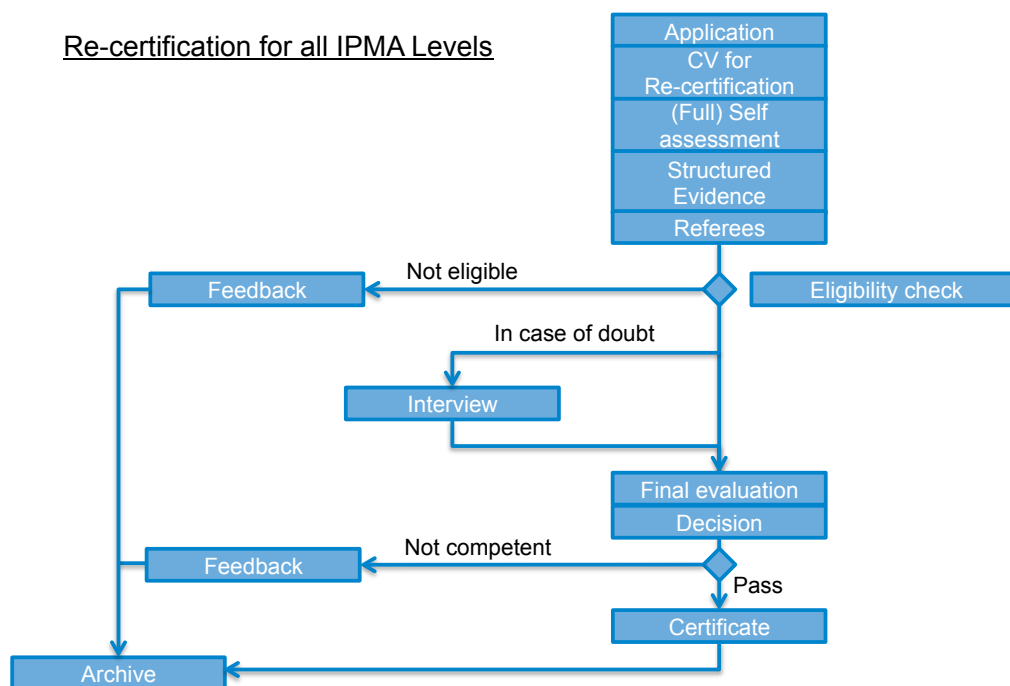 Re-certification for all IPMA Levels
Application
CV for
Re-certification
(Full) Self
assessment
Structured
Evidence
Referees
Not eligible
Feedback
Eligibility check
In case of doubt
Interview
Final evaluation
Decision
Not competent
Feedback
Pass
Certificate
Archive